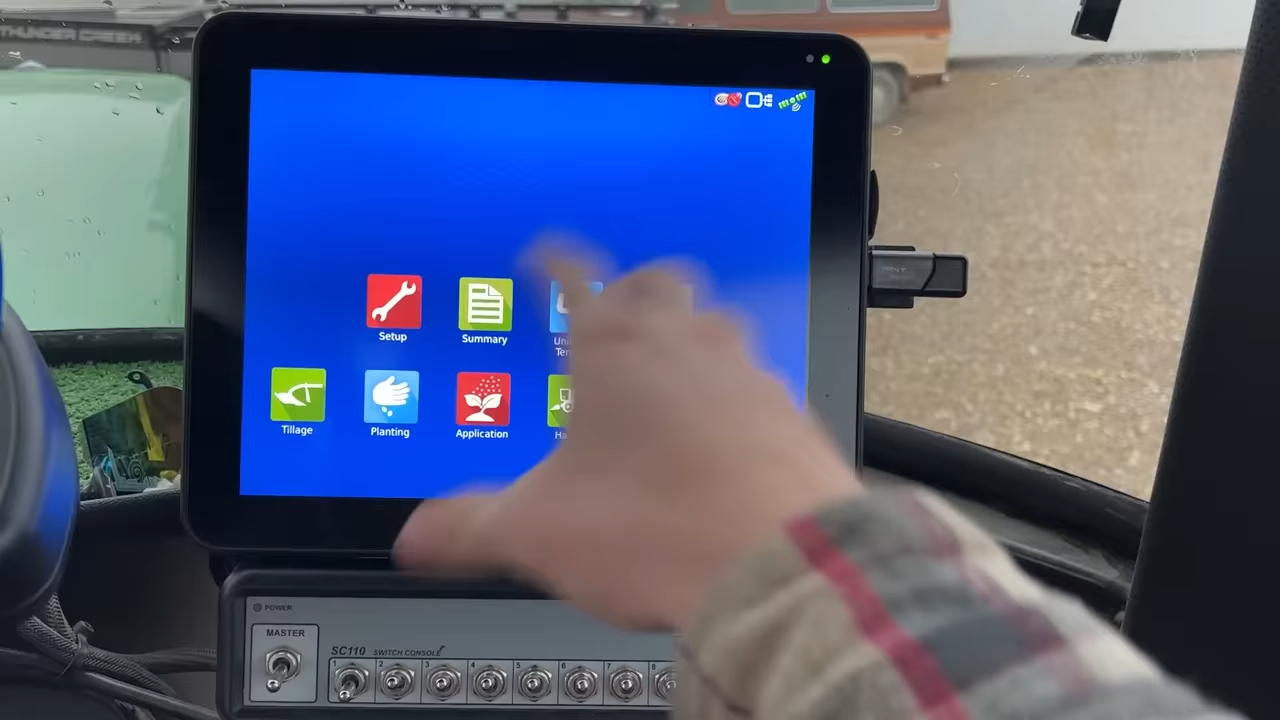 THUNDER CREEK
Setup
Summary
Tillage
Planting
Application
PNY
POWER
MASTER
SC110 SWITCH CONSOLE
1 2 3 4 5 6 7 8